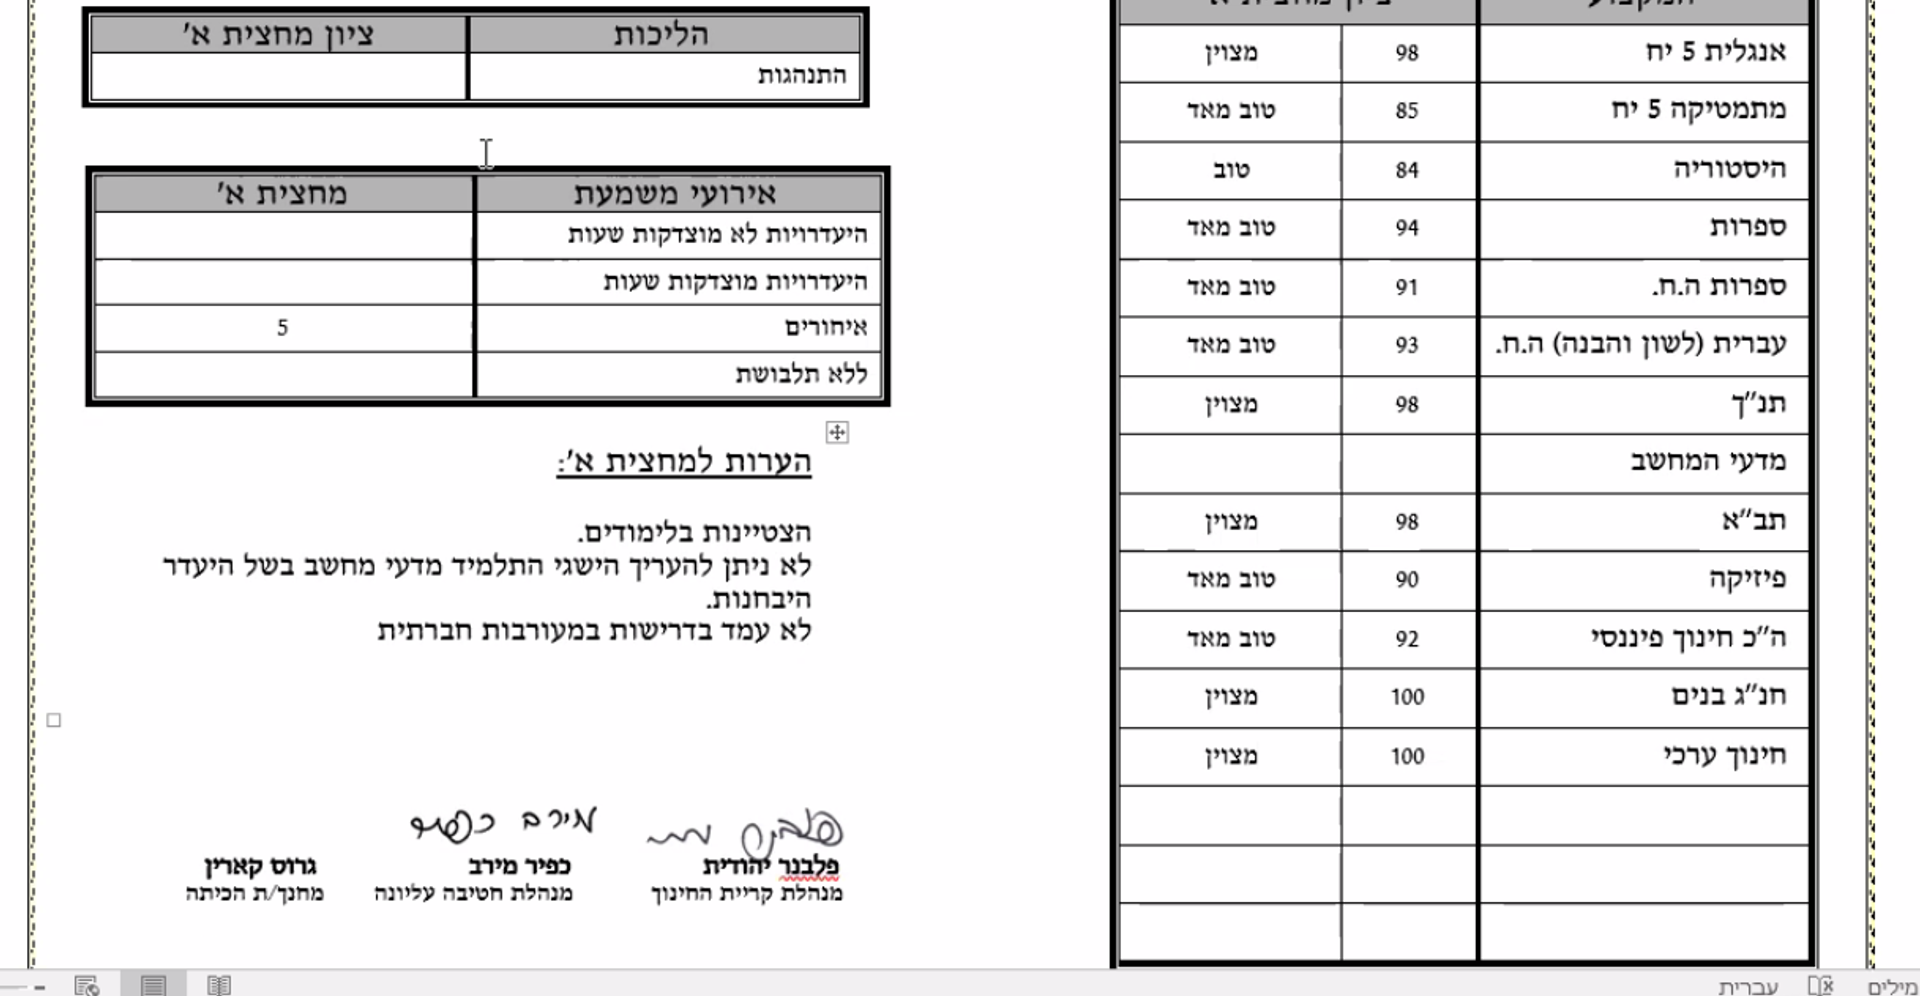 אנגלית 5 יח 98 מצוין
מתמטיקה 5 יח 85 טוב מאד
היסטוריה 84 טוב
ספרות 94 טוב מאד
ספרות ה.ח. 91 טוב מאד
עברית (לשון והבנה) ה.ח. 93 טוב מאד
תנ"ך 98 מצוין
מדעי המחשב
תב"א 98 מצוין
פיזיקה 90 טוב מאד
ה"כ חינוך פיננסי 92 טוב מאד
חנ"ג בנים 100 מצוין
חינוך ערכי 100 מצוין
הליכות ציון מחצית א'
התנהגות
אירועי משמעת מחצית א'
היעדרויות לא מוצדקות שעות
היעדרויות מוצדקות שעות
איחורים 5
ללא תלבושת
הערות למחצית א':
הצטיינות בלימודים.
לא ניתן להעריך הישגי התלמיד מדעי מחשב בשל היעדר
היבחנות.
לא עמד בדרישות במעורבות חברתית
מירב כפיר
פלבנר יהודית כפיר מירב גרוס קארין
מנהלת קריית החינוך מנהלת חטיבה עליונה מחנך/ת הכיתה
מילים עברית